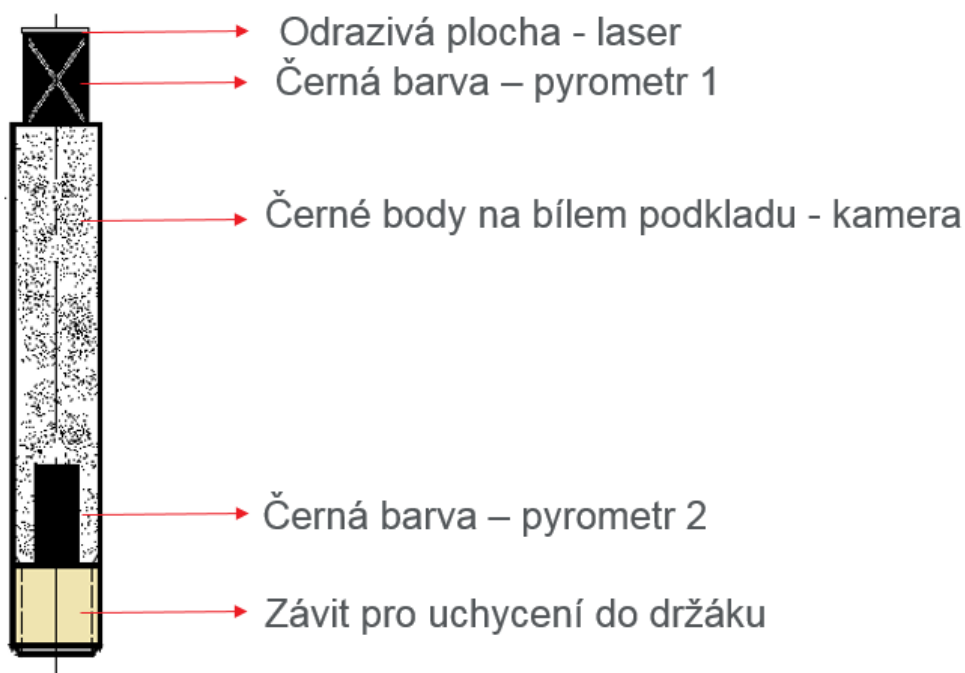 Odrazivá plocha - laser
Černá barva – pyrometr 1
Černé body na bílem podkladu - kamera
Černá barva – pyrometr 2
Závit pro uchycení do držáku